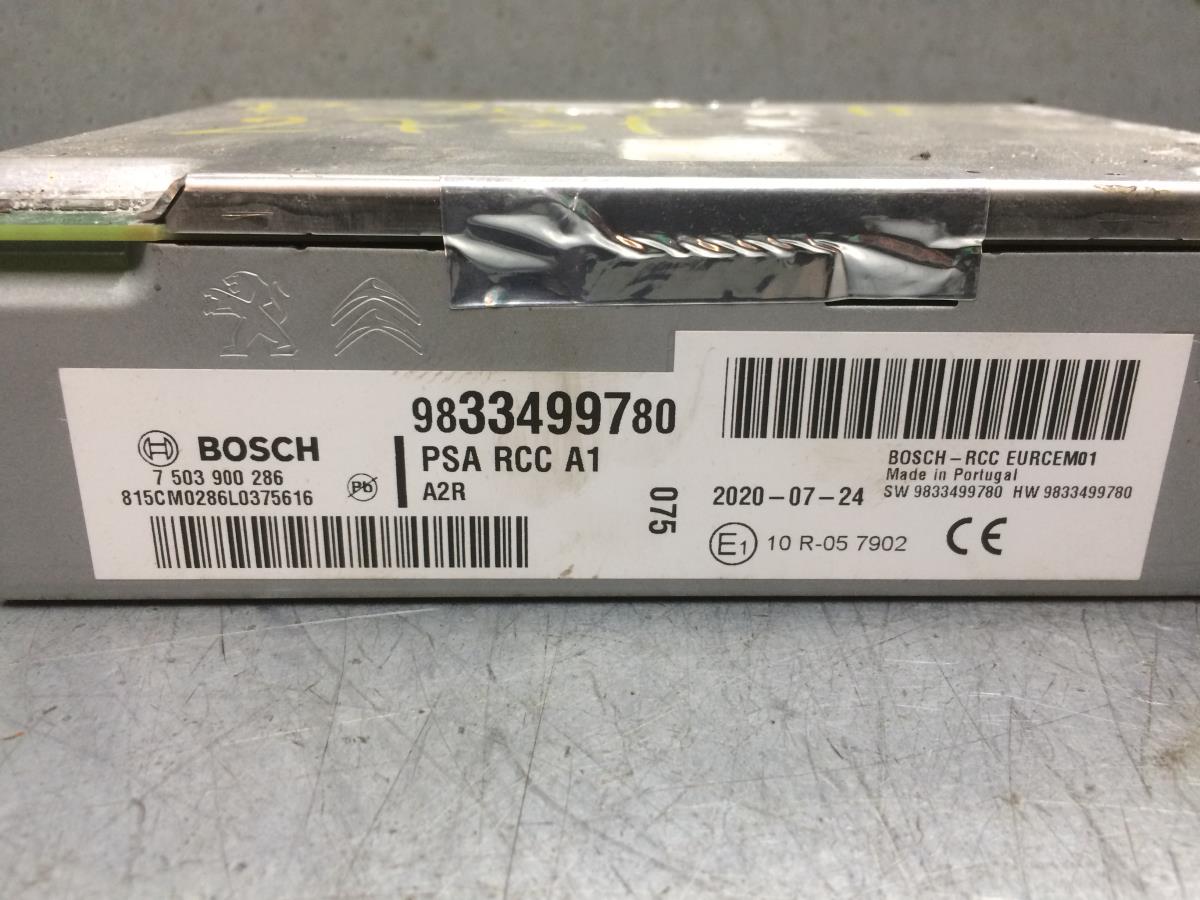 9833499780
BOSCH
PSA RCC A1
7 503 900 286
Pb
A2R
815CM0286L0375616
075
BOSCH-RCC EURCEM01
Made in Portugal
2020-07-24
SW 9833499780 HW 9833499780
E1 10 R-05 7902 CE